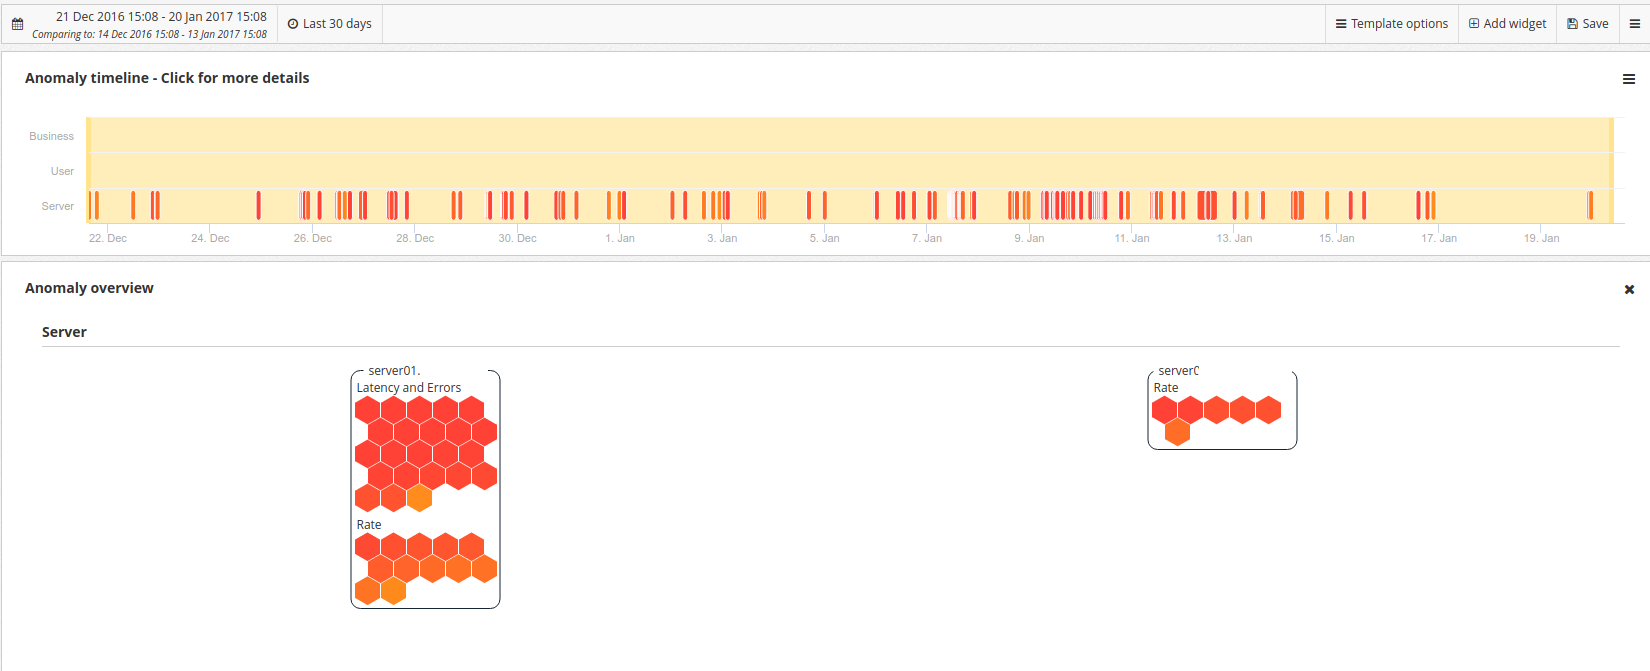 21 Dec 2016 15:08 - 20 Jan 2017 15:08
Comparing to: 14 Dec 2016 15:08 - 13 Jan 2017 15:08
Last 30 days
Template options
Add widget
Save
Anomaly timeline - Click for more details
Business
User
Server
22. Dec
24. Dec
26. Dec
28. Dec
30. Dec
1. Jan
3. Jan
5. Jan
7. Jan
9. Jan
11. Jan
13. Jan
15. Jan
17. Jan
19. Jan
Anomaly overview
Server
server01.
Latency and Errors
Rate
server0
Rate